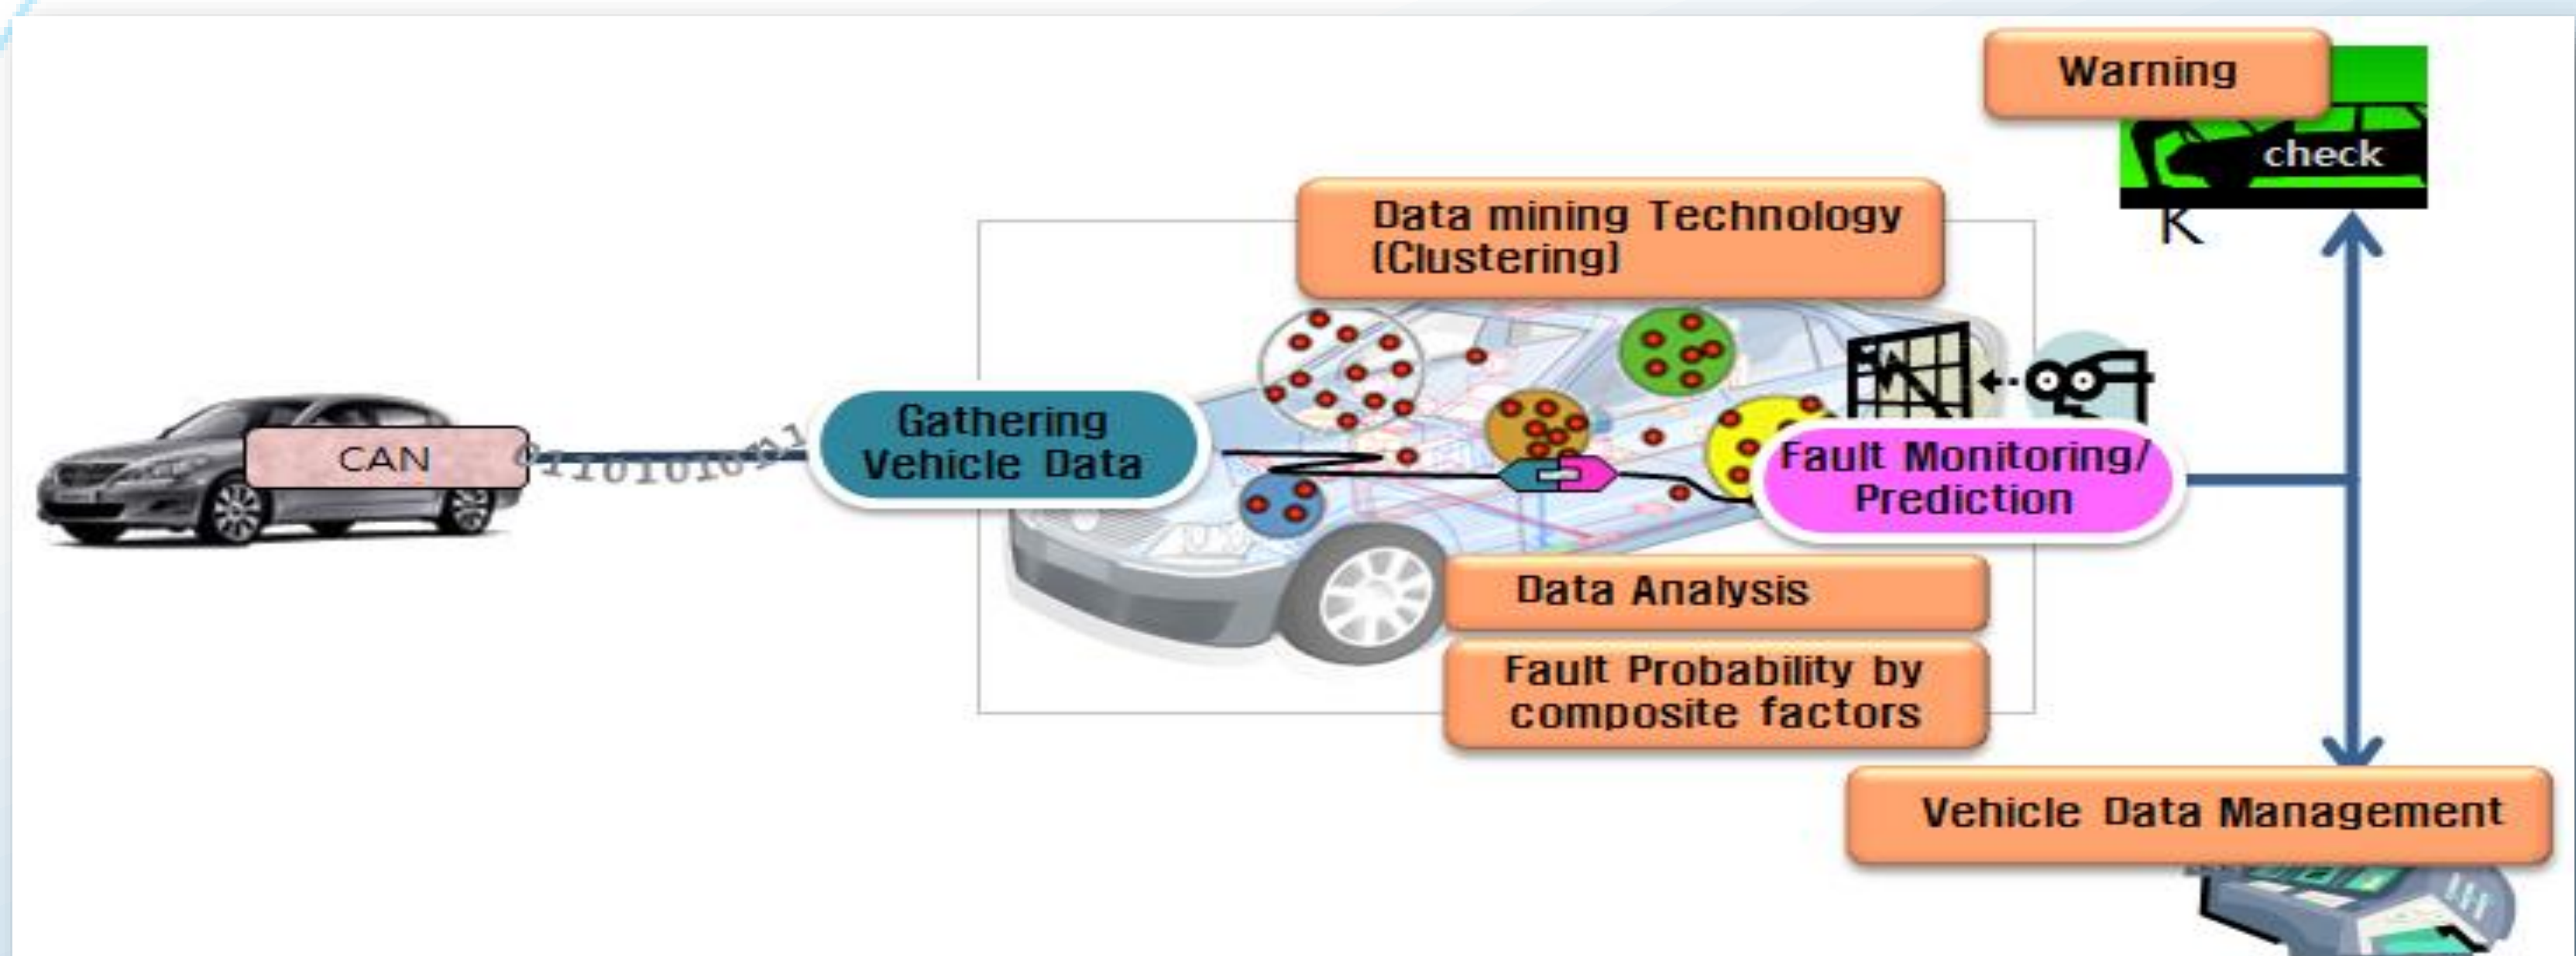 Warning
check
K
Data mining Technology
(Clustering)
CAN
Gathering
Vehicle Data
Fault Monitoring/
Prediction
Data Analysis
Fault Probability by
composite factors
Vehicle Data Management